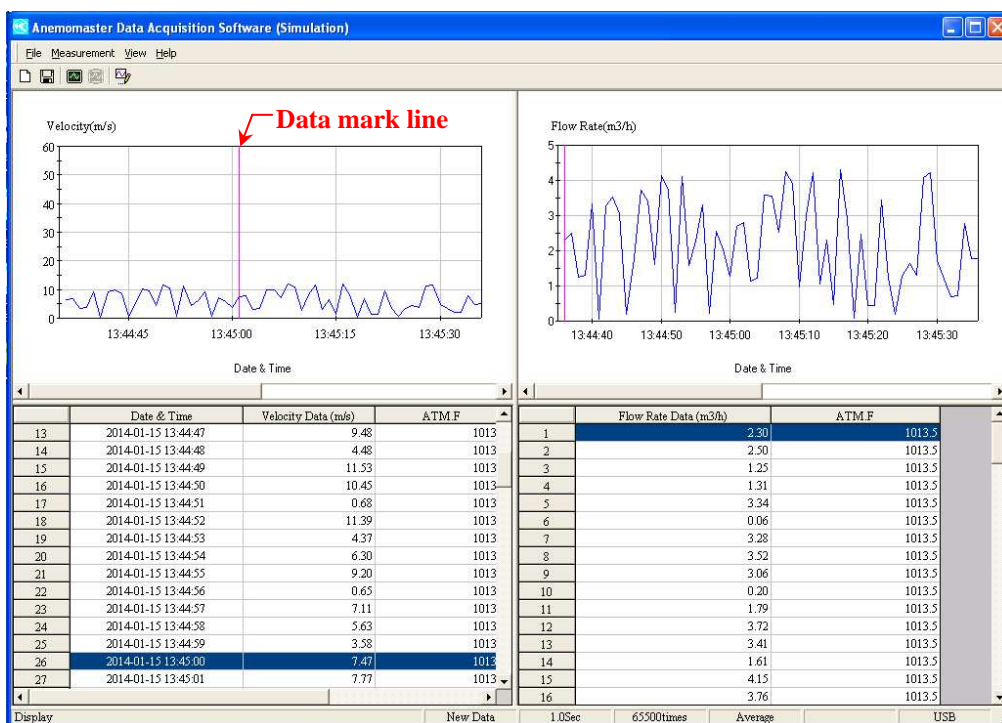 Anemomaster Data Acquisition Software (Simulation)
File Measurement View Help
Velocity(m/s)
Data mark line
60
50
40
30
20
10
0
13:44:45 13:45:00 13:45:15 13:45:30
Date & Time
Flow Rate(m3/h)
5
4
3
2
1
0
13:44:40 13:44:50 13:45:00 13:45:10 13:45:20 13:45:30
Date & Time
Date & Time Velocity Data (m/s) ATM.F
13 2014-01-15 13:44:47 9.48 1013
14 2014-01-15 13:44:48 4.48 1013
15 2014-01-15 13:44:49 11.53 1013
16 2014-01-15 13:44:50 10.45 1013
17 2014-01-15 13:44:51 0.68 1013
18 2014-01-15 13:44:52 11.39 1013
19 2014-01-15 13:44:53 4.37 1013
20 2014-01-15 13:44:54 6.30 1013
21 2014-01-15 13:44:55 9.20 1013
22 2014-01-15 13:44:56 0.65 1013
23 2014-01-15 13:44:57 7.11 1013
24 2014-01-15 13:44:58 5.63 1013
25 2014-01-15 13:44:59 3.58 1013
26 2014-01-15 13:45:00 7.47 1013
27 2014-01-15 13:45:01 7.77 1013
Flow Rate Data (m3/h) ATM.F
1 2.30 1013.5
2 2.50 1013.5
3 1.25 1013.5
4 1.31 1013.5
5 3.34 1013.5
6 0.06 1013.5
7 3.28 1013.5
8 3.52 1013.5
9 3.06 1013.5
10 0.20 1013.5
11 1.79 1013.5
12 3.72 1013.5
13 3.41 1013.5
14 1.61 1013.5
15 4.15 1013.5
16 3.76 1013.5
Display New Data 1.0Sec 65500times Average USB